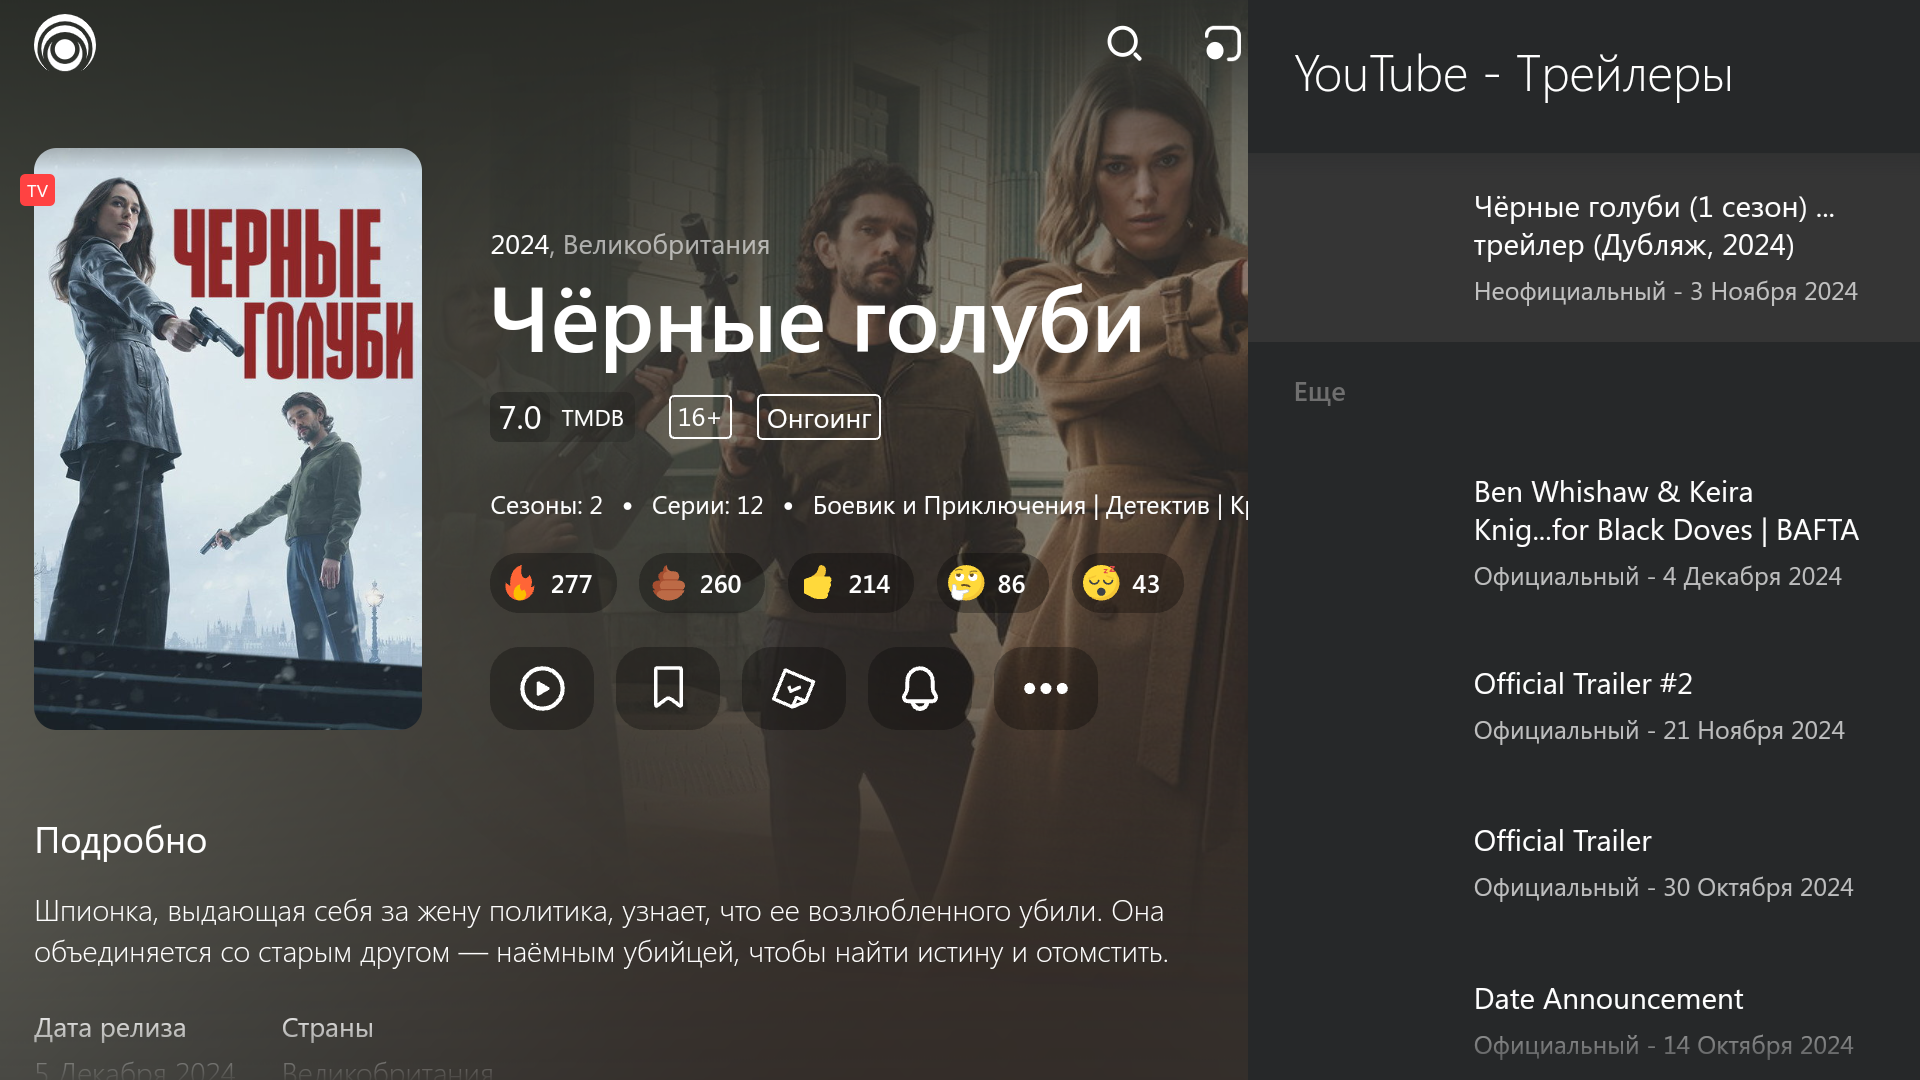 TV
ЧЕРНЫЕ
ГОЛУБИ
2024, Великобритания
Чёрные голуби
7.0 TMDB 16+ Онгоинг
Сезоны: 2 • Серии: 12 • Боевик и Приключения | Детектив |
277 260 214 86 43
Подробно
Шпионка, выдающая себя за жену политика, узнает, что ее возлюбленного убили. Она
объединяется со старым другом — наёмным убийцей, чтобы найти истину и отомстить.
Дата релиза Страны
5 Декабря 2024 Великобритания
YouTube - Трейлеры
Чёрные голуби (1 сезон) ...
трейлер (Дубляж, 2024)
Неофициальный - 3 Ноября 2024
Еще
Ben Whishaw & Keira
Knig...for Black Doves | BAFTA
Официальный - 4 Декабря 2024
Official Trailer #2
Официальный - 21 Ноября 2024
Official Trailer
Официальный - 30 Октября 2024
Date Announcement
Официальный - 14 Октября 2024